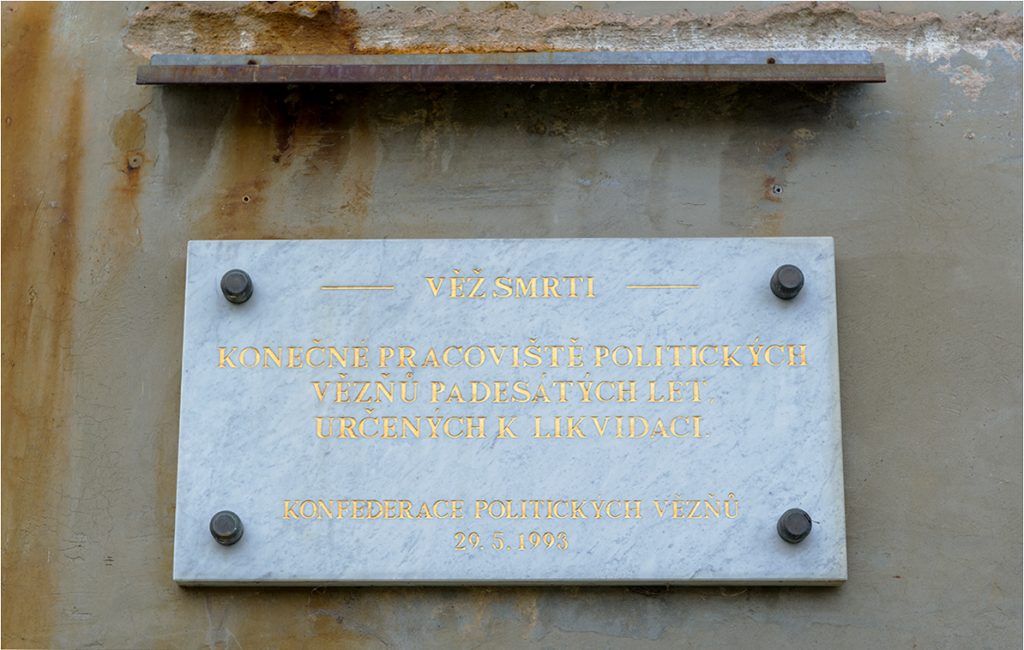 VĚŽ SMRTI
KONEČNÉ PRACOVIŠTĚ POLITICKÝCH
VĚZŇŮ PADESÁTÝCH LET,
URČENÝCH K LIKVIDACI.
KONFEDERACE POLITICKÝCH VĚZŇŮ
29. 5. 1993